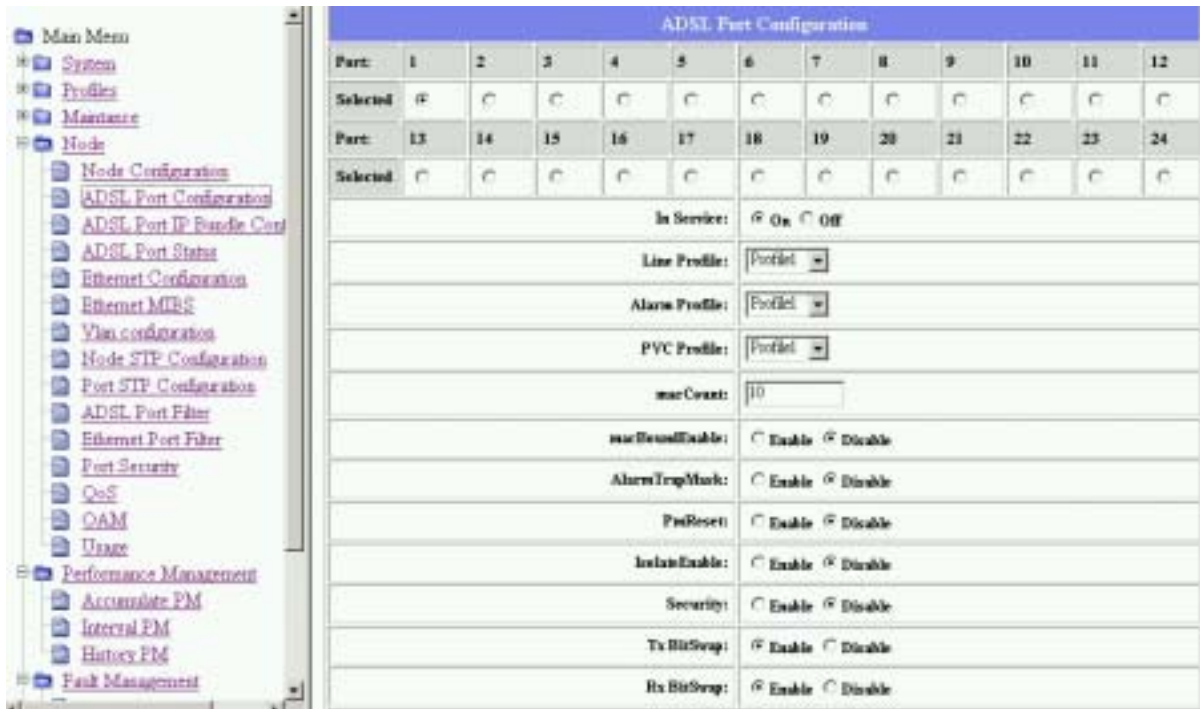 Main Menu
System
Profiles
Maintance
Node
Node Configuration
ADSL Port Configuration
ADSL Port IP Bundle Conf
ADSL Port Status
Ethernet Configuration
Ethernet MIBS
Vlan configuration
Node STP Configuration
Port STP Configuration
ADSL Port Filter
Ethernet Port Filter
Port Security
QoS
OAM
Usage
Performance Management
Accumulate PM
Interval PM
History PM
Fault Management
ADSL Port Configuration
Port: 1 2 3 4 5 6 7 8 9 10 11 12
Selected
Port: 13 14 15 16 17 18 19 20 21 22 23 24
Selected
In Service: On Off
Line Profile: Profile1
Alarm Profile: Profile1
PVC Profile: Profile1
macCount: 10
macBoundEnable: Enable Disable
AlarmTrapMask: Enable Disable
PmReset: Enable Disable
IsolateEnable: Enable Disable
Security: Enable Disable
Tx BitSwap: Enable Disable
Rx BitSwap: Enable Disable